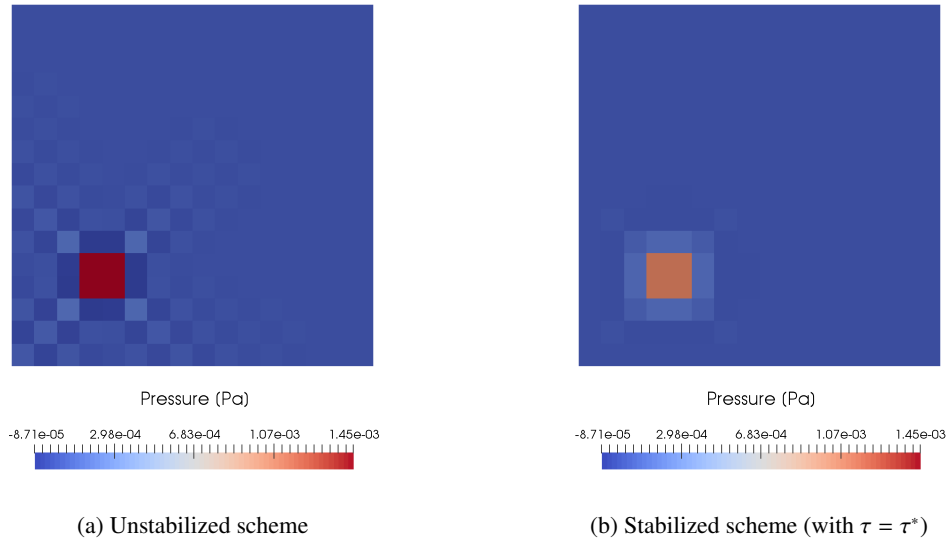 Pressure (Pa)
-8.71e-05 2.98e-04 6.83e-04 1.07e-03 1.45e-03
(a) Unstabilized scheme
Pressure (Pa)
-8.71e-05 2.98e-04 6.83e-04 1.07e-03 1.45e-03
(b) Stabilized scheme (with τ = τ*)